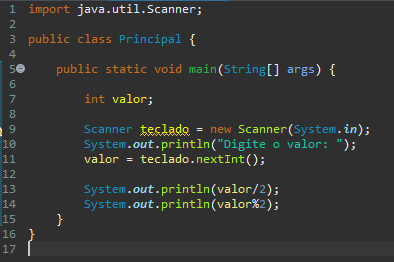 1 import java.util.Scanner;
2
3 public class Principal {
4
5 public static void main(String[] args) {
6
7 int valor;
8
9 Scanner teclado = new Scanner(System.in);
10 System.out.println("Digite o valor: ");
11 valor = teclado.nextInt();
12
13 System.out.println(valor/2);
14 System.out.println(valor%2);
15 }
16 }
17